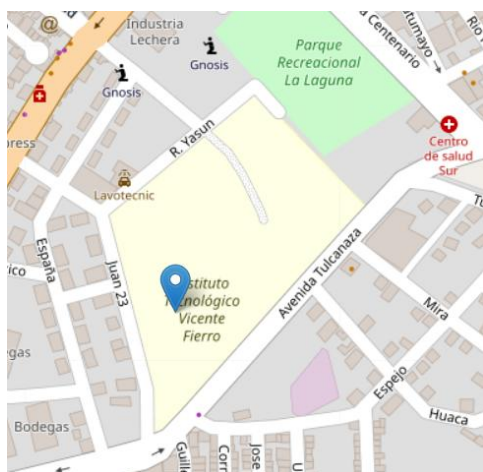 Industria
Lechera
@
Gnosis
Gnosis
Parque
Recreacional
La Laguna
Centenario
Centro
de salud
Sur
R. Yasun
Lavotecnic
España
Juan 23
Instituto
Tecnológico
Vicente
Fierro
Avenida Tulcanaza
Mira
Espejo
Huaca
Bodegas